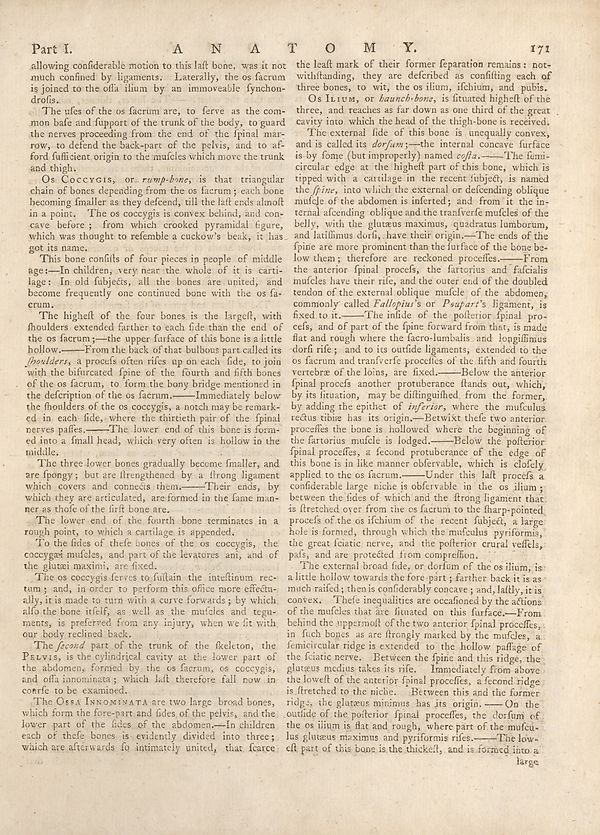 Part I. A N A T O M Y. 171
allowing conſiderable motion to this laſt bone, was it not
much confined by ligaments. Laterally, the os ſacrum
is joined to the oſſa ilium by an immoveable ſynchon-
droſis.
The uſes of the os ſacrum are, to ſerve as the com-
mon baſe and ſupport of the trunk of the body, to guard
the nerves proceeding from the end of the ſpinal mar-
row, to defend the back-part of the pelvis, and to af-
ford ſufficient origin to the muſcles which move the trunk
and thigh.
Os Coccygis, or rump-bone, is that triangular
chain of bones depending from the os ſacrum; each bone
becoming ſmaller as they deſcend, till the laſt ends almoſt
in a point. The os coccygis is convex behind, and con-
cave before; from which crooked pyramidal figure,
which was thought to reſemble a cuckow's beak, it has
got its name.
This bone conſiſts of four pieces in people of middle
age:—In children, very near the whole of it is carti-
lage: In old ſubjects, all the bones are united, and
become frequently one continued bone with the os ſa-
crum.
The higheſt of the four bones is the largeſt, with
ſhoulders extended farther to each ſide than the end of
the os ſacrum;—the upper ſurface of this bone is a little
hollow.——From the back of that bulbous part called its
ſhoulders, a proceſs often riſes up on each ſide, to join
with the bifurcated ſpine of the fourth and fifth bones
of the os ſacrum, to form the bony bridge mentioned in
the deſcription of the os ſacrum.——Immediately below
the ſhoulders of the os coccygis, a notch may be remark-
ed in each ſide, where the thirtieth pair of the ſpinal
nerves paſſes.——The lower end of this bone is form-
ed into a ſmall head, which very often is hollow in the
middle.
The three lower bones gradually become ſmaller, and
are ſpongy; but are ſtrengthened by a ſtrong ligament
which covers and connects them.——Their ends, by
which they are articulated, are formed in the ſame man-
ner as thoſe of the firſt bone are.
The lower end of the fourth bone terminates in a
rough point, to which a cartilage is appended.
To the ſides of theſe bones of the os coccygis, the
coccygæi muſcles, and part of the levatores ani, and of
the glutæi maximi, are fixed.
The os coccygis ſerves to ſuſtain the inteſtinum rec-
tum; and, in order to perform this office more effectu-
ally, it is made to turn with a curve forwards; by which
alſo the bone itſelf, as well as the muſcles and tegu-
ments, is preſerved from any injury, when we ſit with
our body reclined back.
The ſecond part of the trunk of the ſkeleton, the
Pelvis, is the cylindrical cavity at the lower part of
the abdomen, formed by the os ſacrum, os coccygis,
and oſſa innominata; which laſt therefore fall now in
courſe to be examined.
The Ossa Innominata are two large broad bones,
which form the fore-part and ſides of the pelvis, and the
lower part of the ſides of the abdomen.—In children
each of theſe bones is evidently divided into three;
which are afterwards ſo intimately united, that ſcarce
the leaſt mark of their former ſeparation remains: not-
withſtanding, they are deſcribed as conſiſting each of
three bones, to wit, the os ilium, iſchium, and pubis.
Os Ilium, or haunch-bone, is ſituated higheſt of the
three, and reaches as far down as one third of the great
cavity into which the head of the thigh-bone is received.
The external ſide of this bone is unequally convex,
and is called its dorſum;—the internal concave ſurface
is by ſome (but improperly) named coſta.——The ſemi-
circular edge at the higheſt part of this bone, which is
tipped with a cartilage in the recent ſubject, is named
the ſpine, into which the external or deſcending oblique
muſcle of the abdomen is inſerted; and from it the in-
ternal aſcending oblique and the tranſverſe muſcles of the
belly, with the glutæus maximus, quadratus lumborum,
and latiſſimus dorſi, have their origin.—The ends of the
ſpine are more prominent than the ſurface of the bone be-
low them; therefore are reckoned proceſſes.——From
the anterior ſpinal proceſs, the ſartorius and faſcialis
muſcles have their riſe, and the outer end of the doubled
tendon of the external oblique muſcle of the abdomen,
commonly called Fallopius's or Poupart's ligament, is
fixed to it.——The inſide of the poſterior ſpinal pro-
ceſs, and of part of the ſpine forward from that, is made
flat and rough where the ſacro-lumbalis and longiſſimus
dorſi riſe; and to its outſide ligaments, extended to the
os ſacrum and tranſverſe proceſſes of the fifth and fourth
vertebræ of the loins, are fixed.——Below the anterior
ſpinal proceſs another protuberance ſtands out, which,
by its ſituation, may be diſtinguiſhed from the former,
by adding the epithet of inferior, where the muſculus
rectus tibiæ has its origin.—Betwixt theſe two anterior
proceſſes the bone is hollowed where the beginning of
the ſartorius muſcle is lodged.——Below the poſterior
ſpinal proceſſes, a ſecond protuberance of the edge of
this bone is in like manner obſervable, which is cloſely
applied to the os ſacrum.——Under this laſt proceſs a
conſiderable large niche is obſervable in the os ilium;
between the ſides of which and the ſtrong ligament that
is ſtretched over from the os ſacrum to the ſharp-pointed
proceſs of the os iſchium of the recent ſubject, a large
hole is formed, through which the muſculus pyriformis,
the great ſciatic nerve, and the poſterior crural veſſels,
paſs, and are protected from compreſſion.
The external broad ſide, or dorſum of the os ilium, is
a little hollow towards the fore part; farther back it is as
much raiſed; then is conſiderably concave; and, laſtly, it is
convex. Theſe inequalities are occaſioned by the actions
of the muſcles that are ſituated on this ſurface.—From
behind the uppermoſt of the two anterior ſpinal proceſſes,
in ſuch bones as are ſtrongly marked by the muſcles, a
ſemicircular ridge is extended to the hollow paſſage of
the ſciatic nerve. Between the ſpine and this ridge, the
glutæus medius takes its riſe. Immediately from above
the loweſt of the anterior ſpinal proceſſes, a ſecond ridge
is ſtretched to the niche. Between this and the former
ridge, the glutæus minimus has its origin.——On the
outſide of the poſterior ſpinal proceſſes, the dorſum of
the os ilium is flat and rough, where part of the muſcu-
lus glutæus maximus and pyriformis riſes.——The low-
eſt part of this bone is the thickeſt, and is formed into a
large